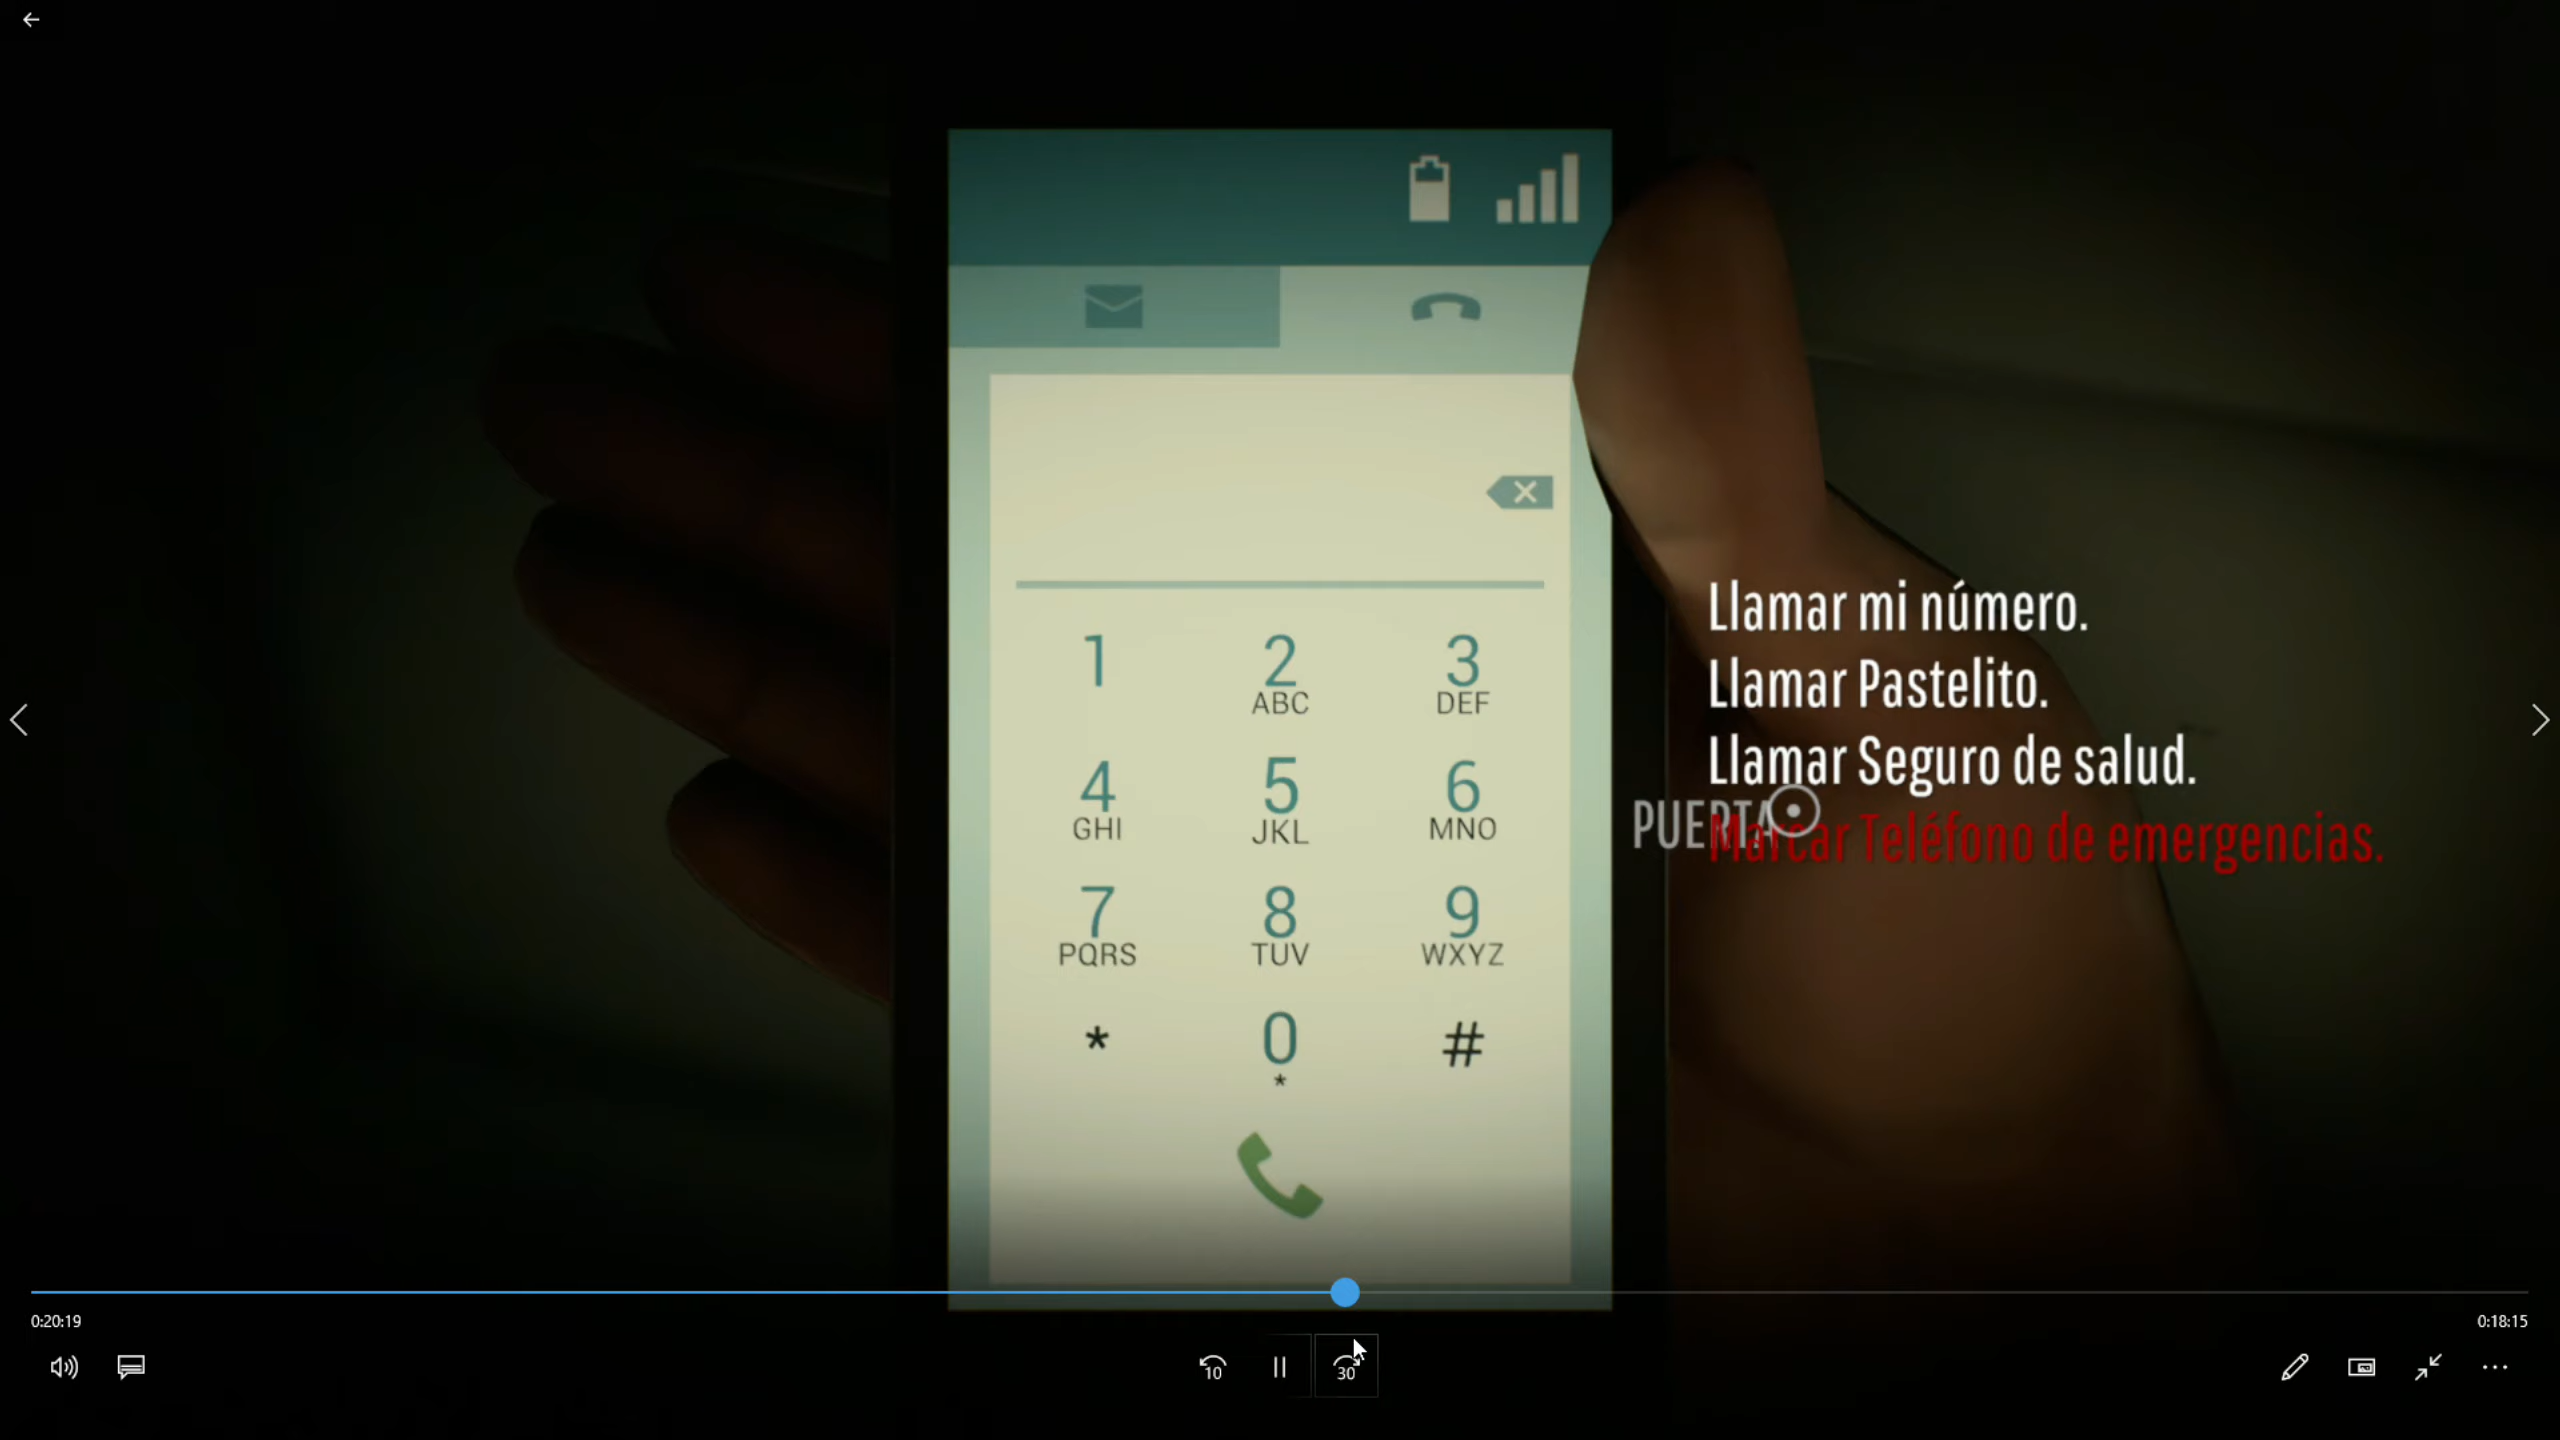 1
2
3
ABC
DEF
4
5
6
GHI
JKL
MNO
7
8
9
PQRS
TUV
WXYZ
*
0
#
*
Llamar mi número.
Llamar Pastelito.
Llamar Seguro de salud.
PUERTA
Marcar Teléfono de emergencias.
0:20:19
0:18:15
10
30